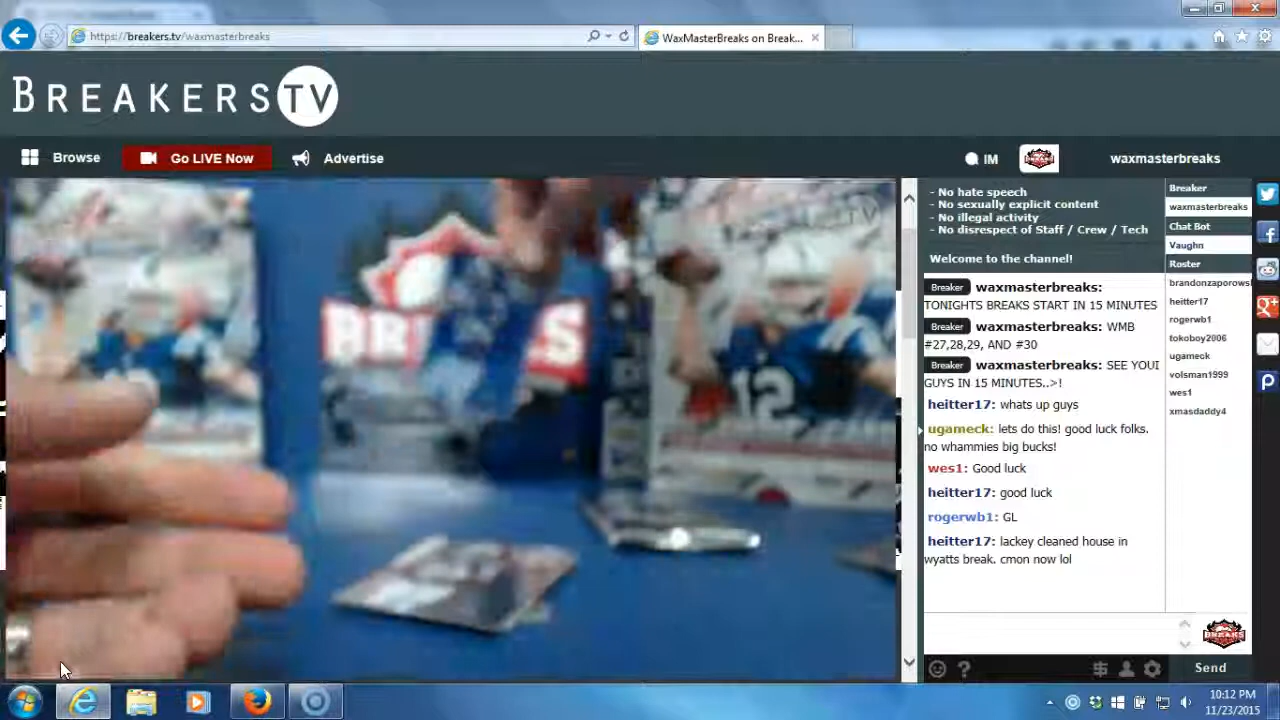 https://breakers.tv/waxmasterbreaks
WaxMasterBreaks on Break...
BREAKERS TV
Browse
Go LIVE Now
Advertise
IM
waxmasterbreaks
- No hate speech
- No sexually explicit content
- No illegal activity
- No disrespect of Staff / Crew / Tech
Welcome to the channel!
Breaker waxmasterbreaks:
TONIGHTS BREAKS START IN 15 MINUTES
Breaker waxmasterbreaks: WMB
#27,28,29, AND #30
Breaker waxmasterbreaks: SEE YOU
GUYS IN 15 MINUTES..>!
heitter17: whats up guys
ugameck: lets do this! good luck folks.
no whammies big bucks!
wes1: Good luck
heitter17: good luck
rogerwb1: GL
heitter17: lackey cleaned house in
wyatts break. cmon now lol
Send
Breaker
waxmasterbreaks
Chat Bot
Vaughn
Roster
brandonzaporows
heitter17
rogerwb1
tokoboy2006
ugameck
volsman1999
wes1
xmasdaddy4
12
BREAKS
10:12 PM
11/23/2015